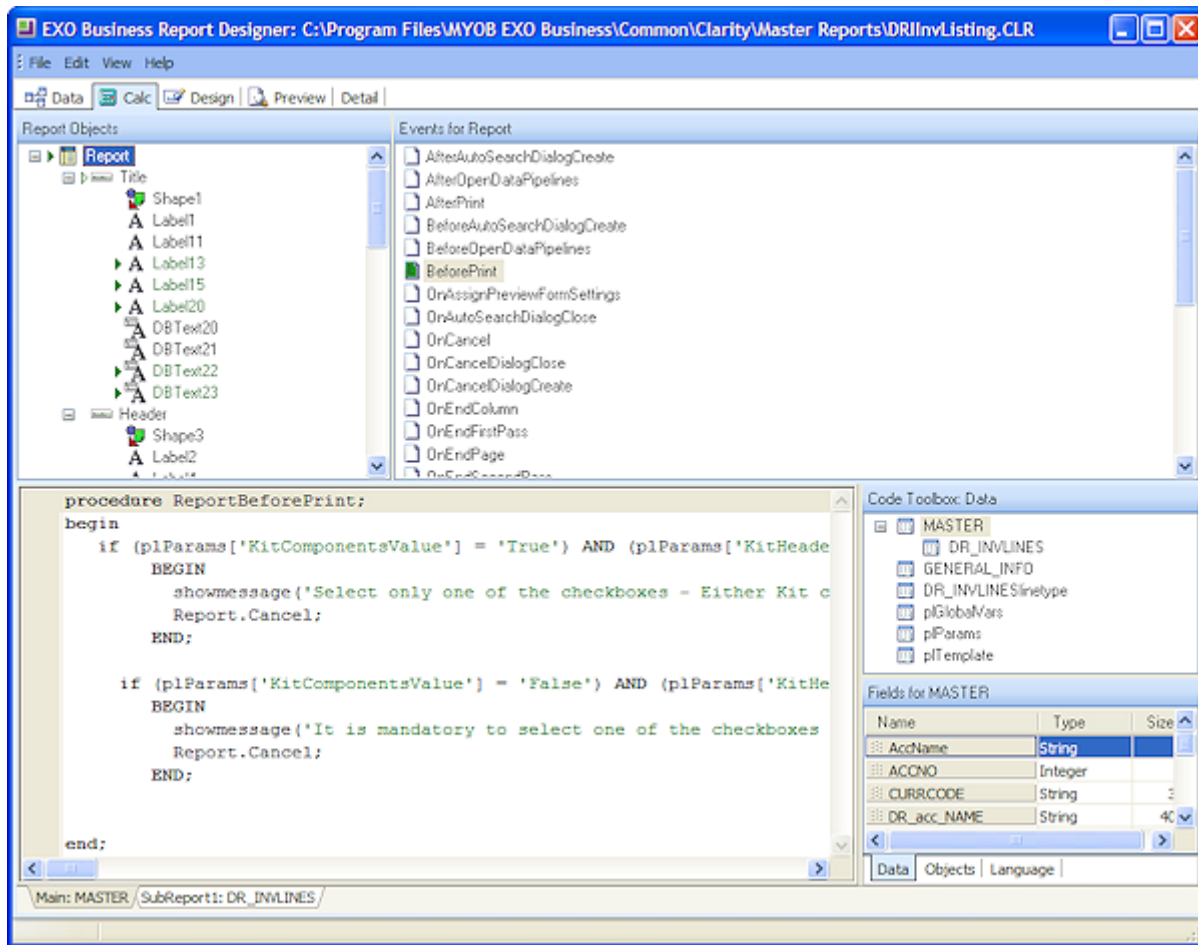 EXO Business Report Designer: C:\Program Files\MYOB EXO Business\Common\Clarity\Master Reports\DRIInvListing.CLR
File Edit View Help
Data Calc Design Preview Detail
Report Objects
Report
Title
Shape1
Label1
Label11
Label13
Label15
Label20
DBText20
DBText21
DBText22
DBText23
Header
Shape3
Label2
Events for Report
AfterAutoSearchDialogCreate
AfterOpenDataPipelines
AfterPrint
BeforeAutoSearchDialogCreate
BeforeOpenDataPipelines
BeforePrint
OnAssignPreviewFormSettings
OnAutoSearchDialogClose
OnCancel
OnCancelDialogClose
OnCancelDialogCreate
OnEndColumn
OnEndFirstPass
OnEndPage
OnEndSecondPass
procedure ReportBeforePrint;
begin
if (plParams['KitComponentsValue'] = 'True') AND (plParams['KitHeade
BEGIN
showmessage('Select only one of the checkboxes - Either Kit c
Report.Cancel;
END;
if (plParams['KitComponentsValue'] = 'False') AND (plParams['KitHe
BEGIN
showmessage('It is mandatory to select one of the checkboxes
Report.Cancel;
END;
end;
Code Toolbox: Data
MASTER
DR_INVLINES
GENERAL_INFO
DR_INVLINESlinetype
plGlobalVars
plParams
plTemplate
Fields for MASTER
Name Type Size
AccName String
ACCNO Integer
CURRCODE String 3
DR_acc_NAME String 40
Data Objects Language
Main: MASTER SubReport1: DR_INVLINES